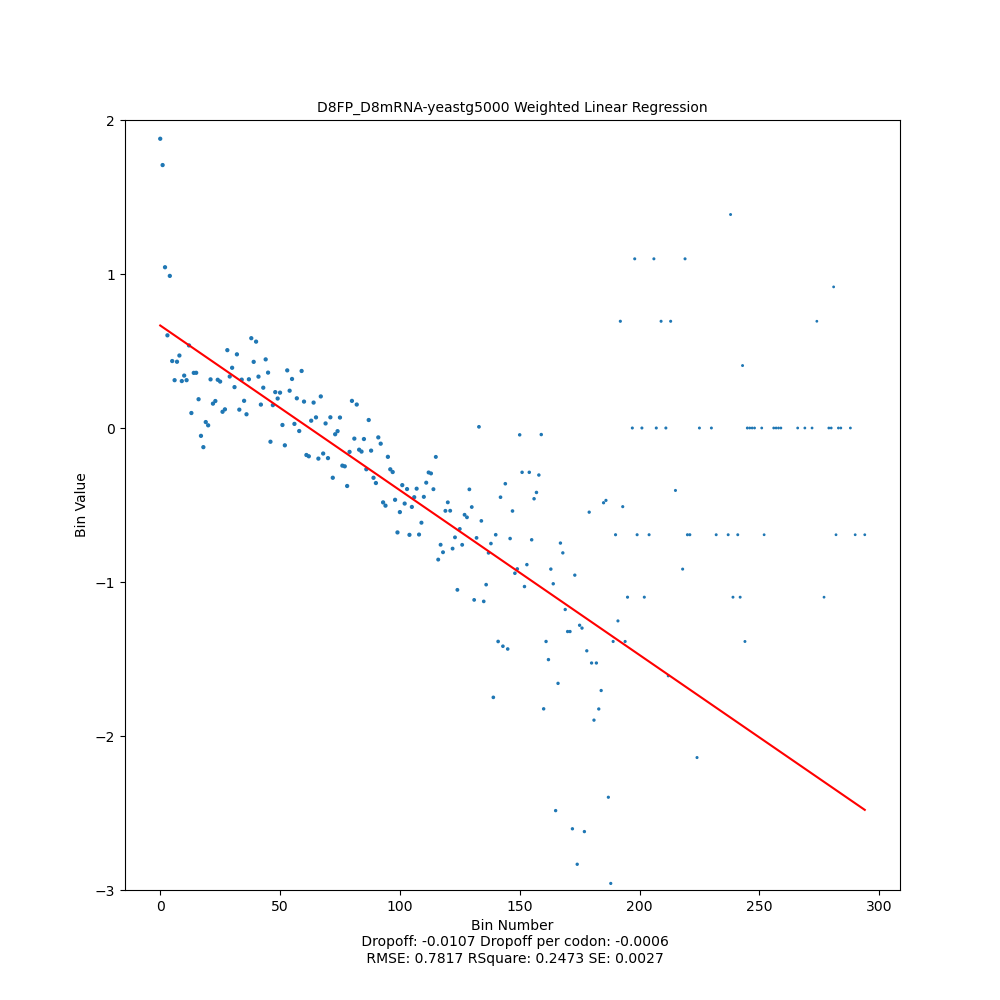 D8FP_D8mRNA-yeastg5000 Weighted Linear Regression
2
1
0
−1
−2
−3
Bin Value
0 50 100 150 200 250 300
Bin Number
Dropoff: -0.0107 Dropoff per codon: -0.0006
RMSE: 0.7817 RSquare: 0.2473 SE: 0.0027